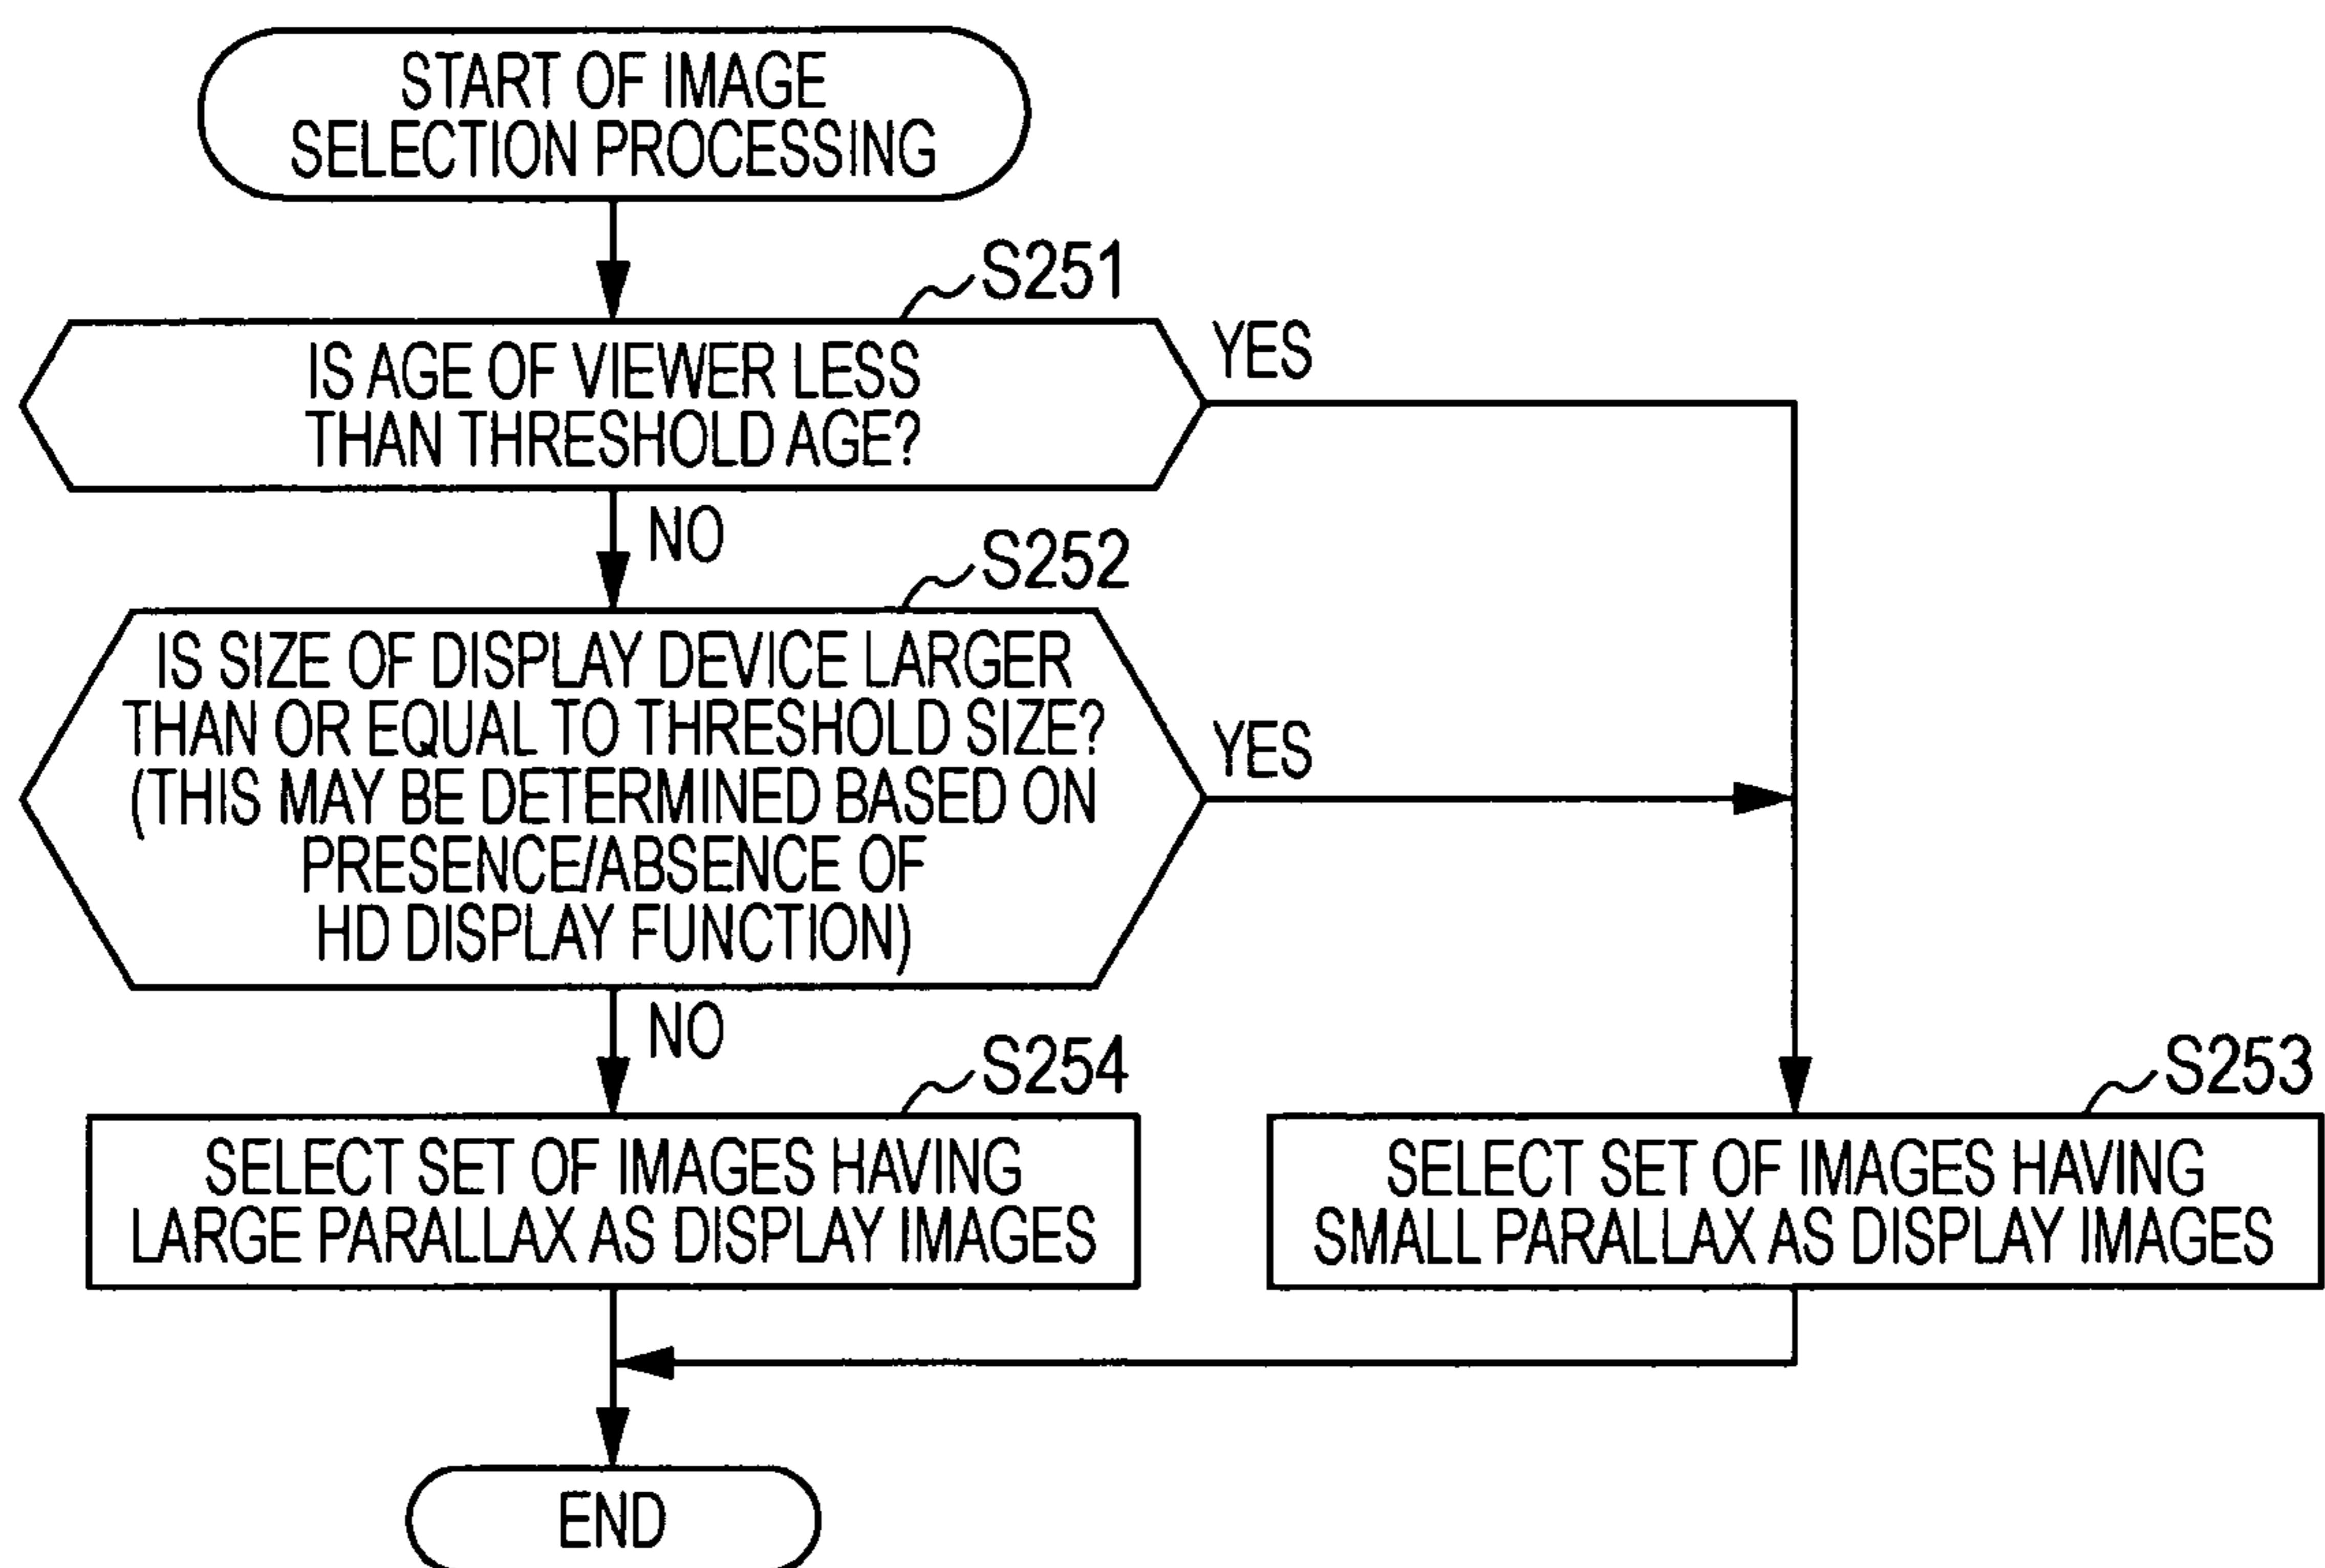 START OF IMAGE
SELECTION PROCESSING
S251
IS AGE OF VIEWER LESS
THAN THRESHOLD AGE?
YES
NO
S252
IS SIZE OF DISPLAY DEVICE LARGER
THAN OR EQUAL TO THRESHOLD SIZE?
(THIS MAY BE DETERMINED BASED ON
PRESENCE/ABSENCE OF
HD DISPLAY FUNCTION)
YES
NO
S254
SELECT SET OF IMAGES HAVING
LARGE PARALLAX AS DISPLAY IMAGES
S253
SELECT SET OF IMAGES HAVING
SMALL PARALLAX AS DISPLAY IMAGES
END